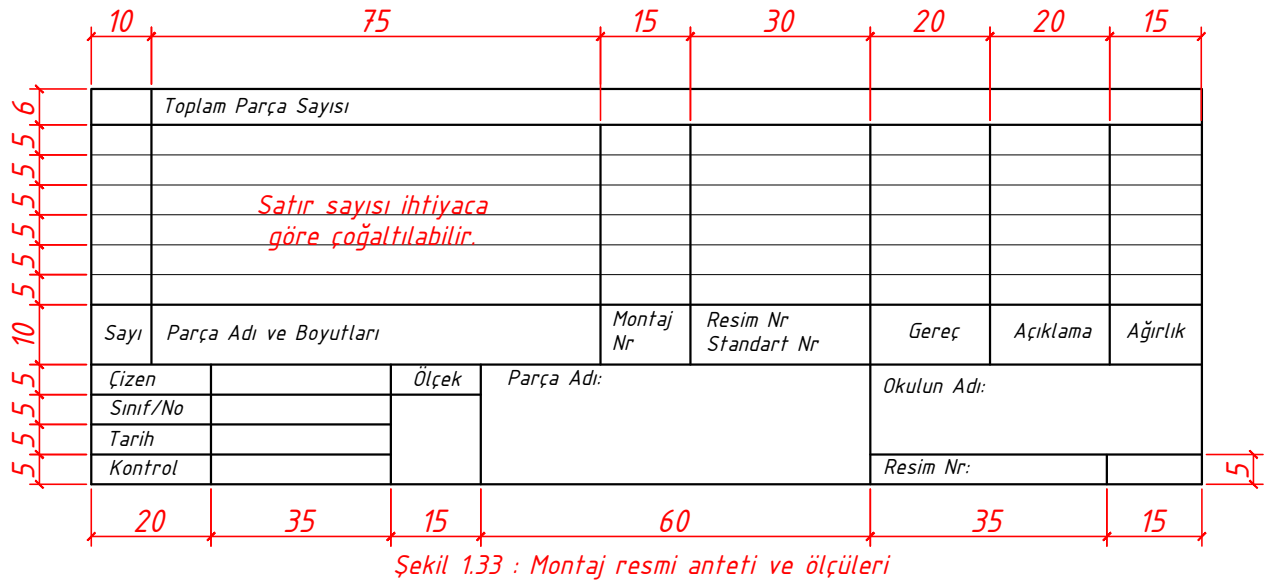 10 75 15 30 20 20 15
6 Toplam Parça Sayısı
5
5
5
Satır sayısı ihtiyaca
göre çoğaltılabilir.
5
5
5
10 Sayı Parça Adı ve Boyutları Montaj Nr Resim Nr Standart Nr Gereç Açıklama Ağırlık
5 Çizen Ölçek Parça Adı: Okulun Adı:
5 Sınıf/No
5 Tarih
5 Kontrol Resim Nr: 5
20 35 15 60 35 15
Şekil 1.33 : Montaj resmi anteti ve ölçüleri